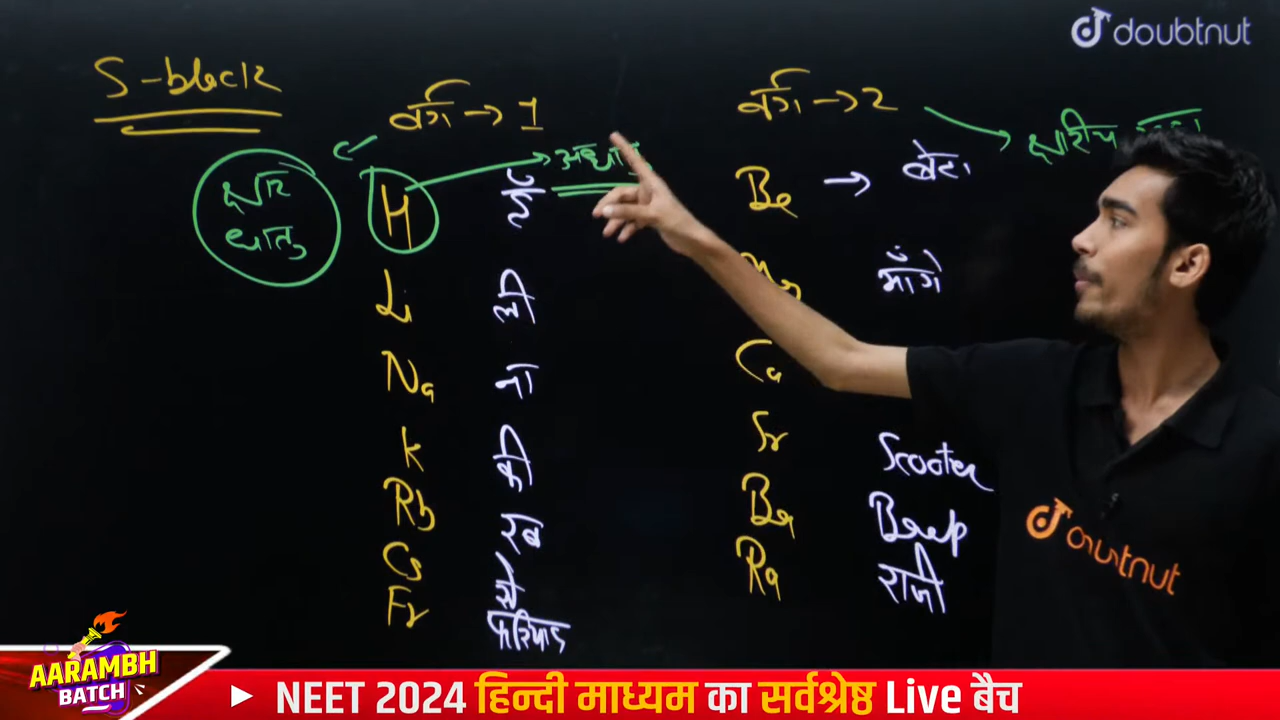 doubtnut
S-block
वर्ग → 1
वर्ग → 2
क्षार
धातु
क्षारीय
H → अधातु
Li ली
Na ना
K की
Rb रब
Cs से
Fr फरियाद
Be → बेटा
मांगे
Ca
Sr Scooter
Ba Baap
Ra राजी
doubtnut
AARAMBH
BATCH
NEET 2024 हिन्दी माध्यम का सर्वश्रेष्ठ Live बैच